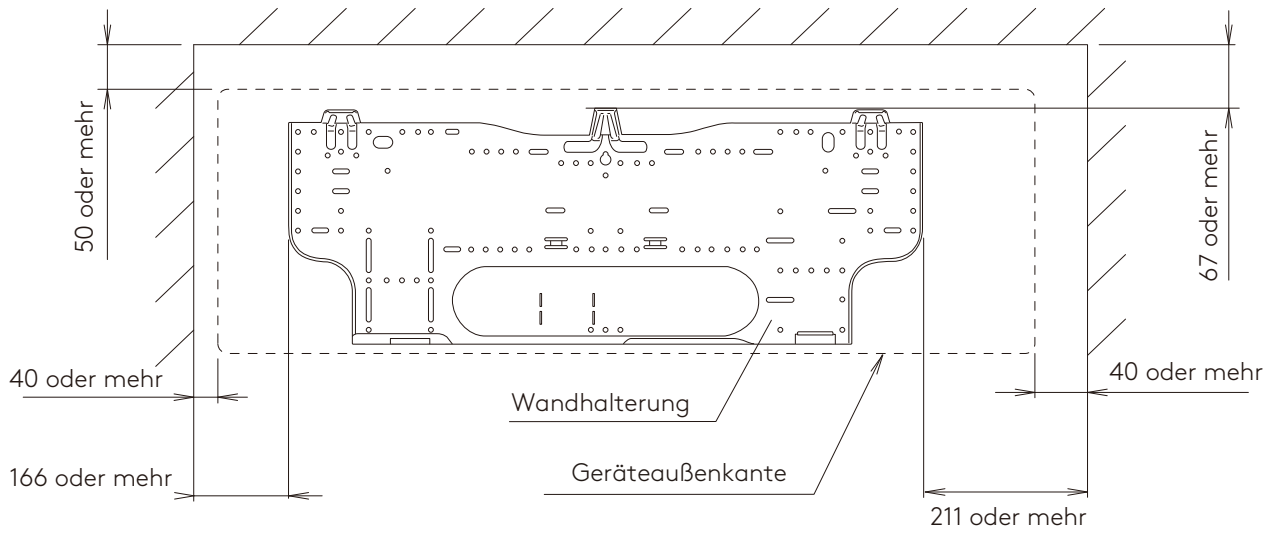 50 oder mehr
67 oder mehr
40 oder mehr
40 oder mehr
Wandhalterung
166 oder mehr
Geräteaußenkante
211 oder mehr